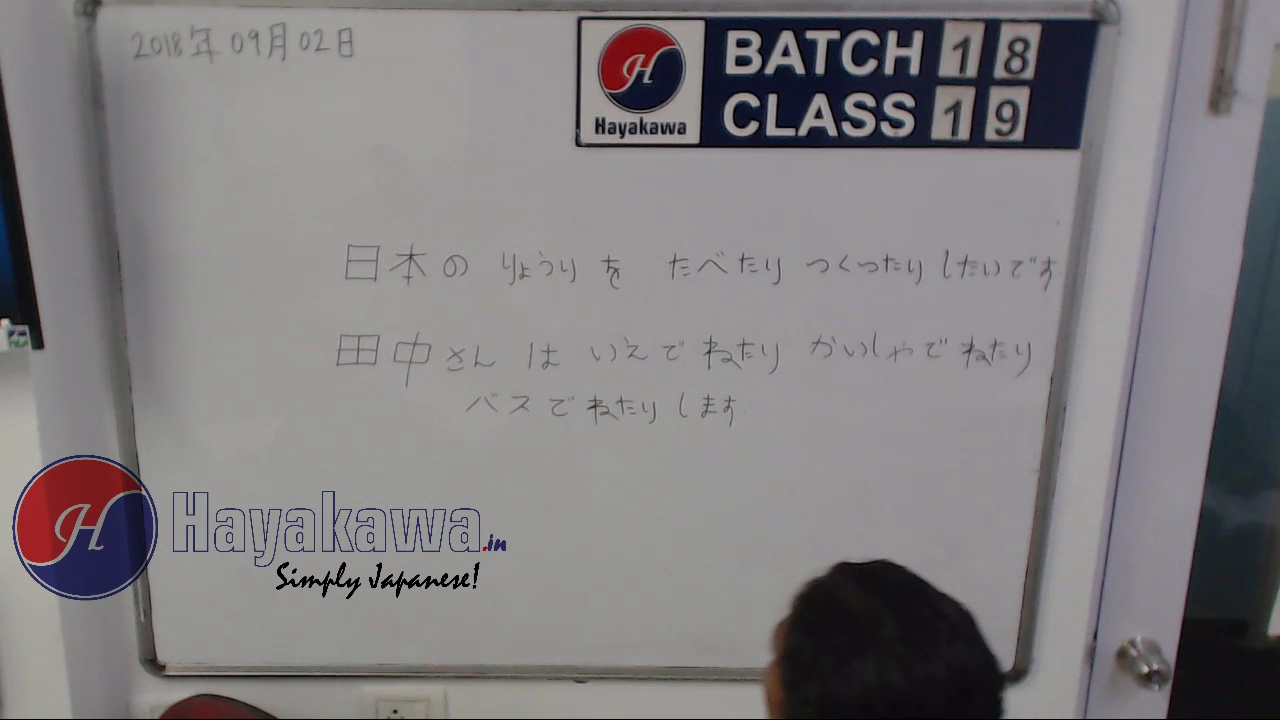 2018年 09月 02日
H
Hayakawa
BATCH 18
CLASS 19
日本の りょうり を たべたり つくったり したいです
田中さん は いえで ねたり かいしゃで ねたり
バスで ねたり します
H
Hayakawa.in
Simply Japanese!